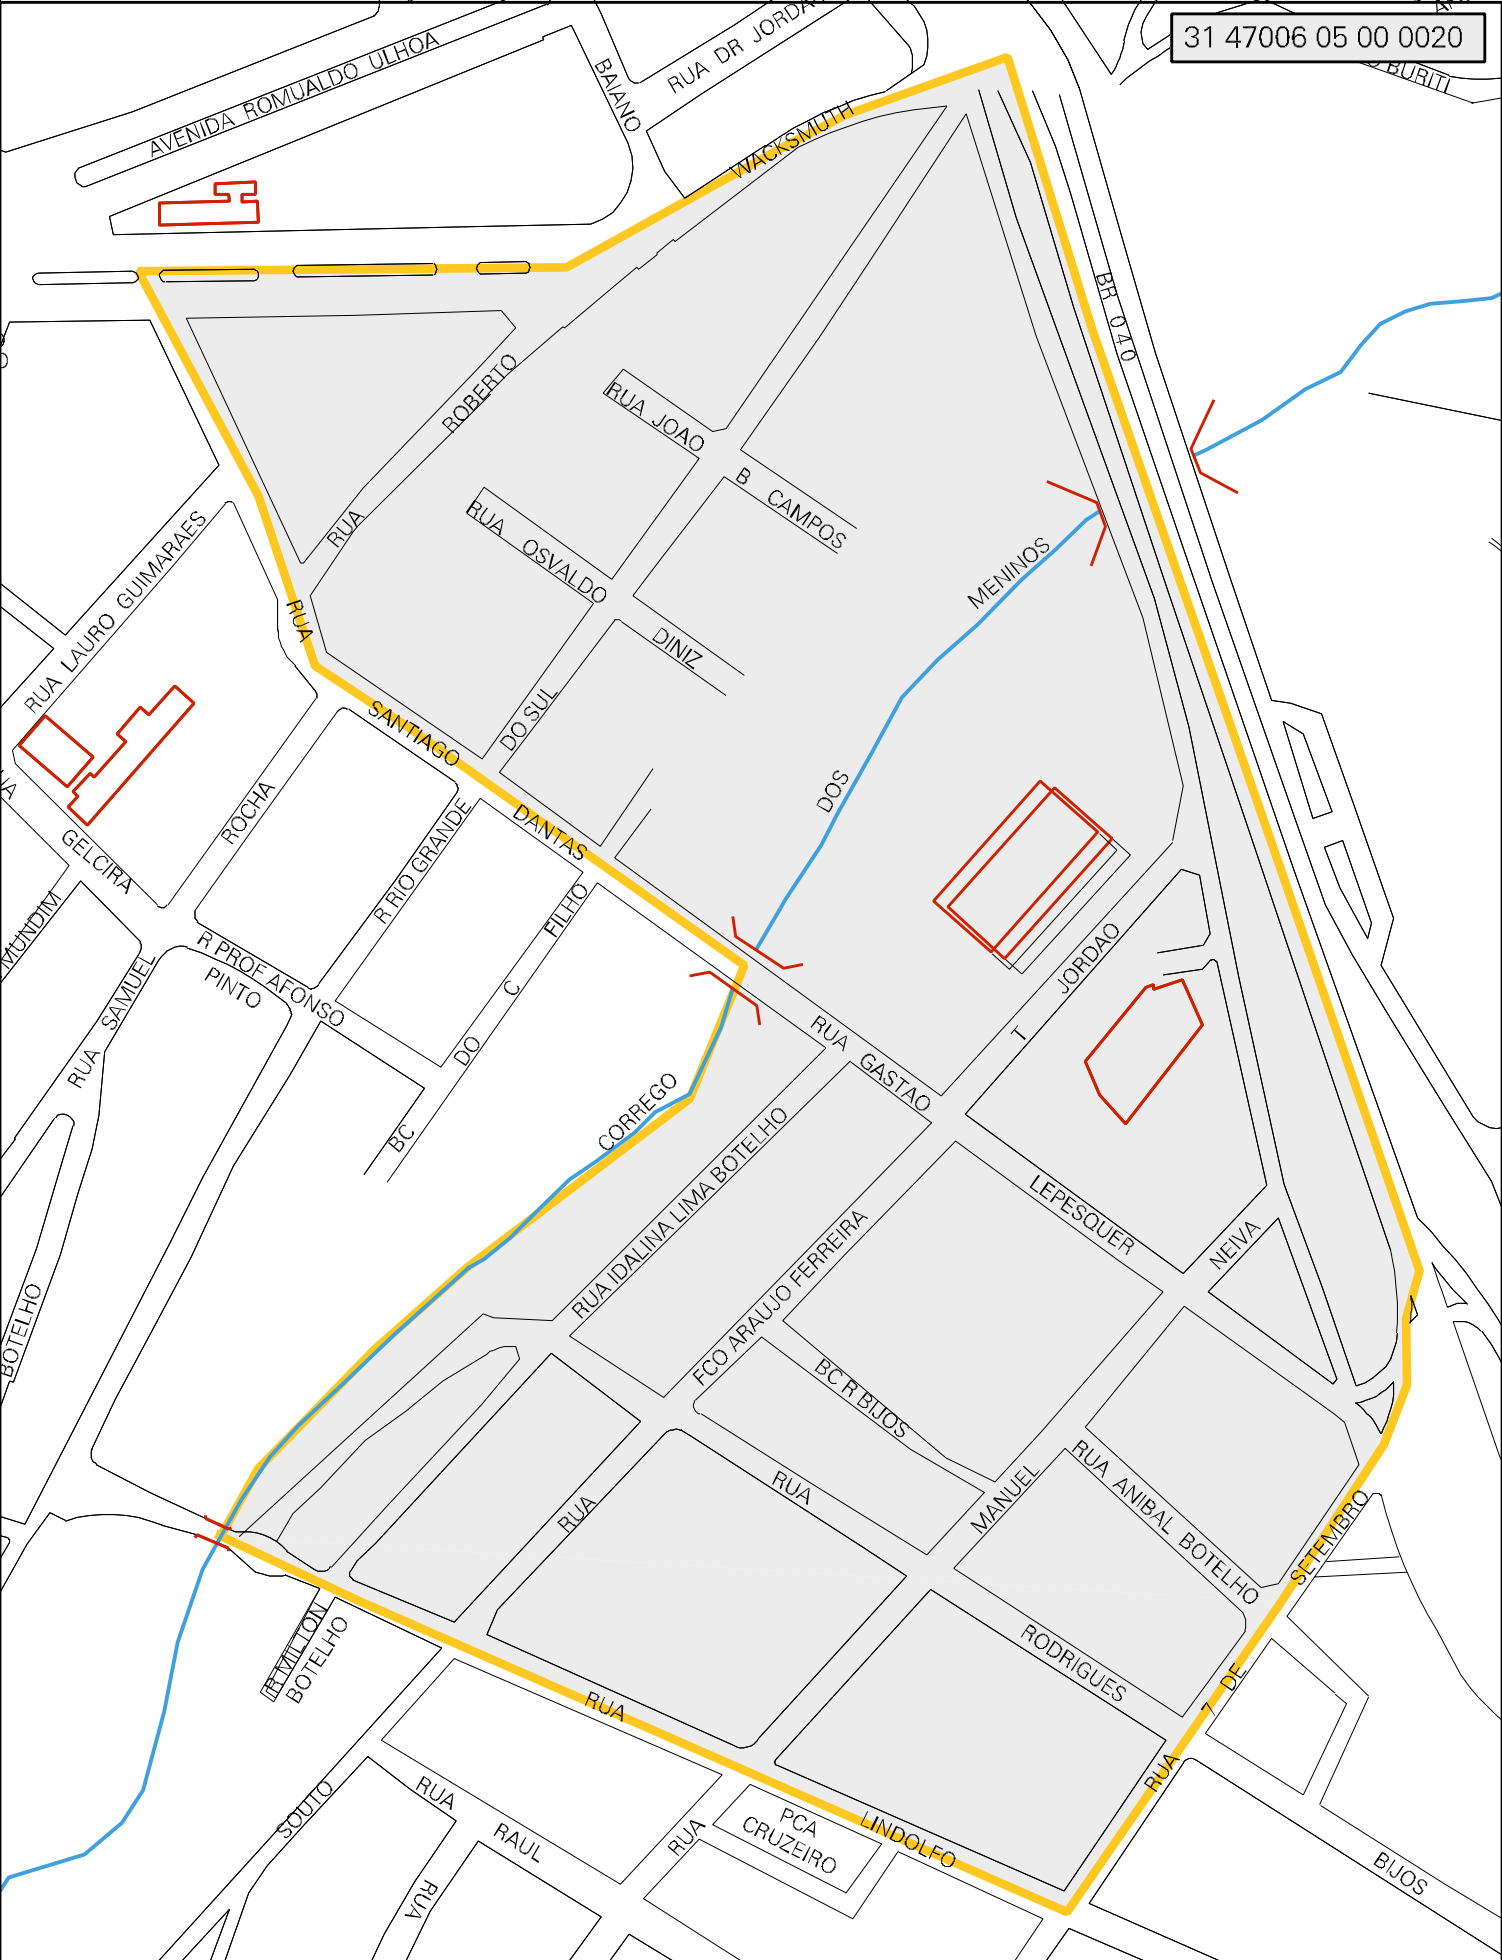 31 47006 05 00 0020
RUA DR JORDA
BURITI
AVENIDA ROMUALDO ULHOA
BAIANO
WACKSMUTH
BR 040
ROBERTO
RUA
RUA JOAO
B CAMPOS
RUA OSVALDO
DINIZ
MENINOS
DOS
RUA LAURO GUIMARAES
RUA
SANTIAGO
DO SUL
DANTAS
ROCHA
GELCIRA
R RIO GRANDE
FILHO
C
DO
BC
MUNDIM
R PROF AFONSO
PINTO
SAMUEL
RUA
JORDAO
T
RUA GASTAO
LEPESQUER
NEIVA
CORREGO
RUA IDALINA LIMA BOTELHO
FCO ARAUJO FERREIRA
BC R BIJOS
BOTELHO
RUA
RUA
MANUEL
RUA ANIBAL BOTELHO
SETEMBRO
RODRIGUES
DE
7
RUA
R MILTON
BOTELHO
RUA
LINDOLFO
SOUTO
RUA
RAUL
RUA
PCA
CRUZEIRO
RUA
BIJOS